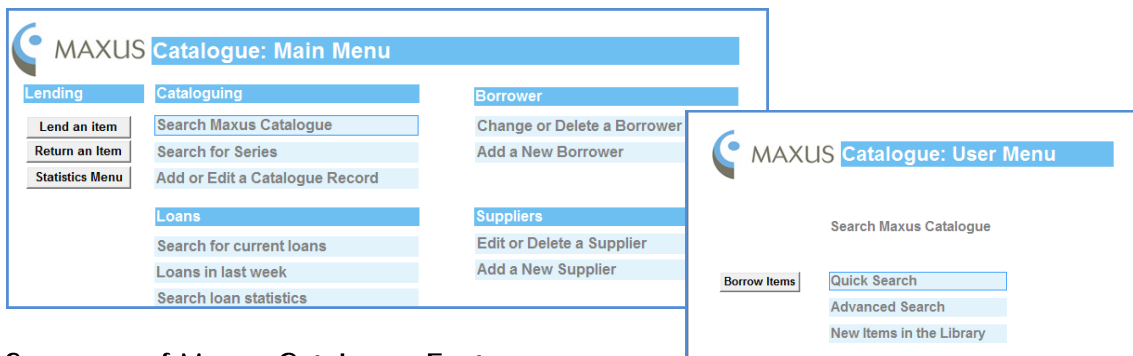 MAXUS Catalogue: Main Menu
Lending
Lend an item
Return an Item
Statistics Menu
Cataloguing
Search Maxus Catalogue
Search for Series
Add or Edit a Catalogue Record
Loans
Search for current loans
Loans in last week
Search loan statistics
Borrower
Change or Delete a Borrower
Add a New Borrower
Suppliers
Edit or Delete a Supplier
Add a New Supplier
MAXUS Catalogue: User Menu
Search Maxus Catalogue
Borrow Items
Quick Search
Advanced Search
New Items in the Library
of Maxus Catalogue